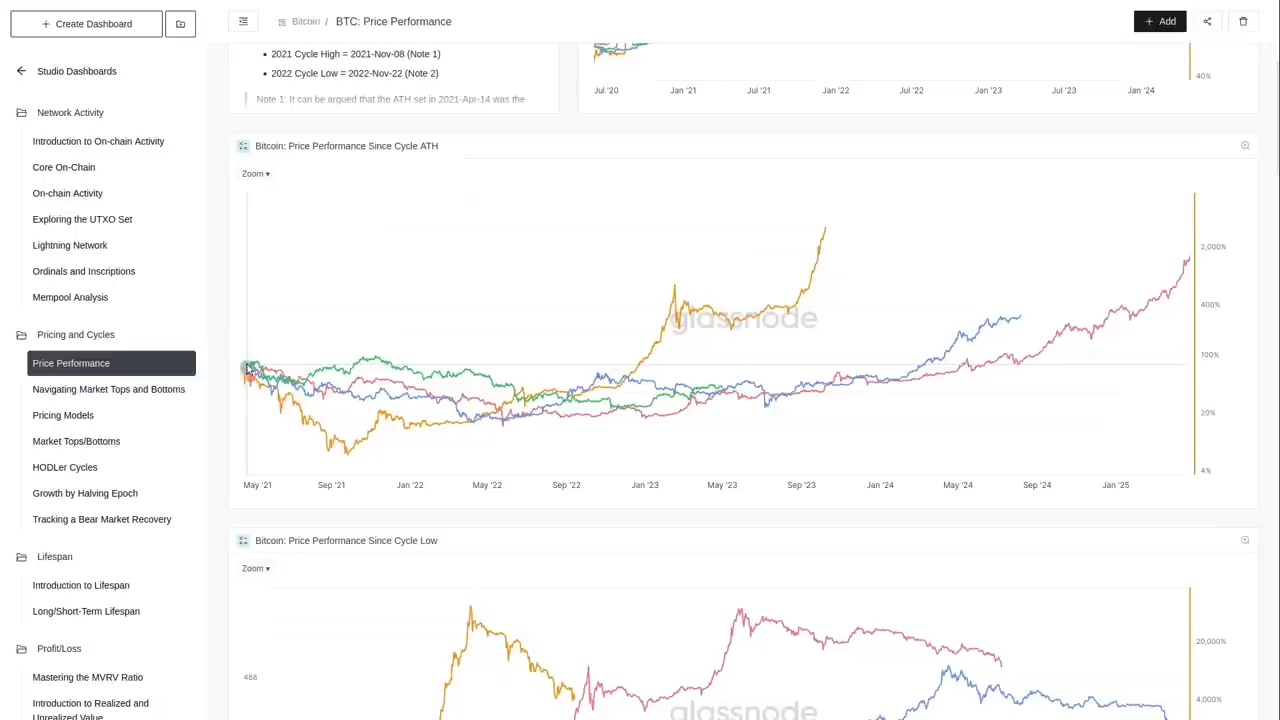 Create Dashboard
Bitcoin / BTC: Price Performance
Add
Studio Dashboards
Network Activity
Introduction to On-chain Activity
Core On-Chain
On-chain Activity
Exploring the UTXO Set
Lightning Network
Ordinals and Inscriptions
Mempool Analysis
Pricing and Cycles
Price Performance
Navigating Market Tops and Bottoms
Pricing Models
Market Tops/Bottoms
HODLer Cycles
Growth by Halving Epoch
Tracking a Bear Market Recovery
Lifespan
Introduction to Lifespan
Long/Short-Term Lifespan
Profit/Loss
Mastering the MVRV Ratio
Introduction to Realized and
Unrealized Value
2021 Cycle High = 2021-Nov-08 (Note 1)
2022 Cycle Low = 2022-Nov-22 (Note 2)
Note 1: It can be argued that the ATH set in 2021-Apr-14 was the
40%
Jul '20 Jan '21 Jul '21 Jan '22 Jul '22 Jan '23 Jul '23 Jan '24
Bitcoin: Price Performance Since Cycle ATH
Zoom ▾
2,000%
400%
glassnode
100%
20%
4%
May '21 Sep '21 Jan '22 May '22 Sep '22 Jan '23 May '23 Sep '23 Jan '24 May '24 Sep '24 Jan '25
Bitcoin: Price Performance Since Cycle Low
Zoom ▾
20,000%
488
4,000%
glassnode